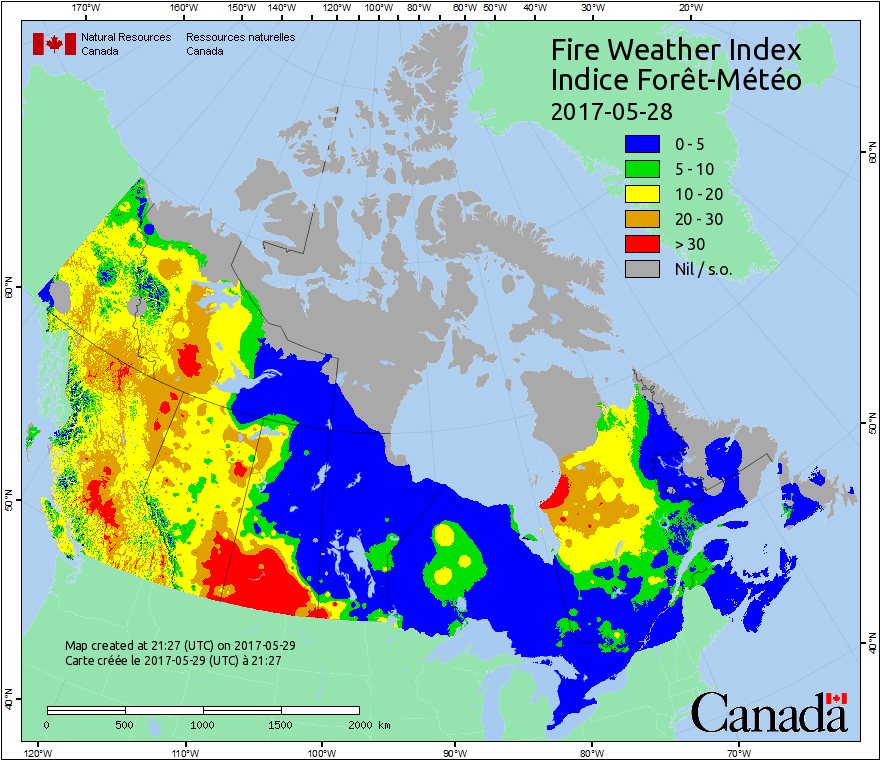 170°W 160°W 150°W 140°W 120°W 100°W 80°W 60°W 50°W 40°W 30°W 20°W
Natural Resources Ressources naturelles
Canada Canada
Fire Weather Index
Indice Forêt-Météo
2017-05-28
0 - 5
5 - 10
10 - 20
20 - 30
> 30
Nil / s.o.
60°N
60°N
50°N
50°N
40°N
40°N
Map created at 21:27 (UTC) on 2017-05-29
Carte créée le 2017-05-29 (UTC) à 21:27
0 500 1000 1500 2000 km
Canada
120°W 110°W 100°W 90°W 80°W 70°W